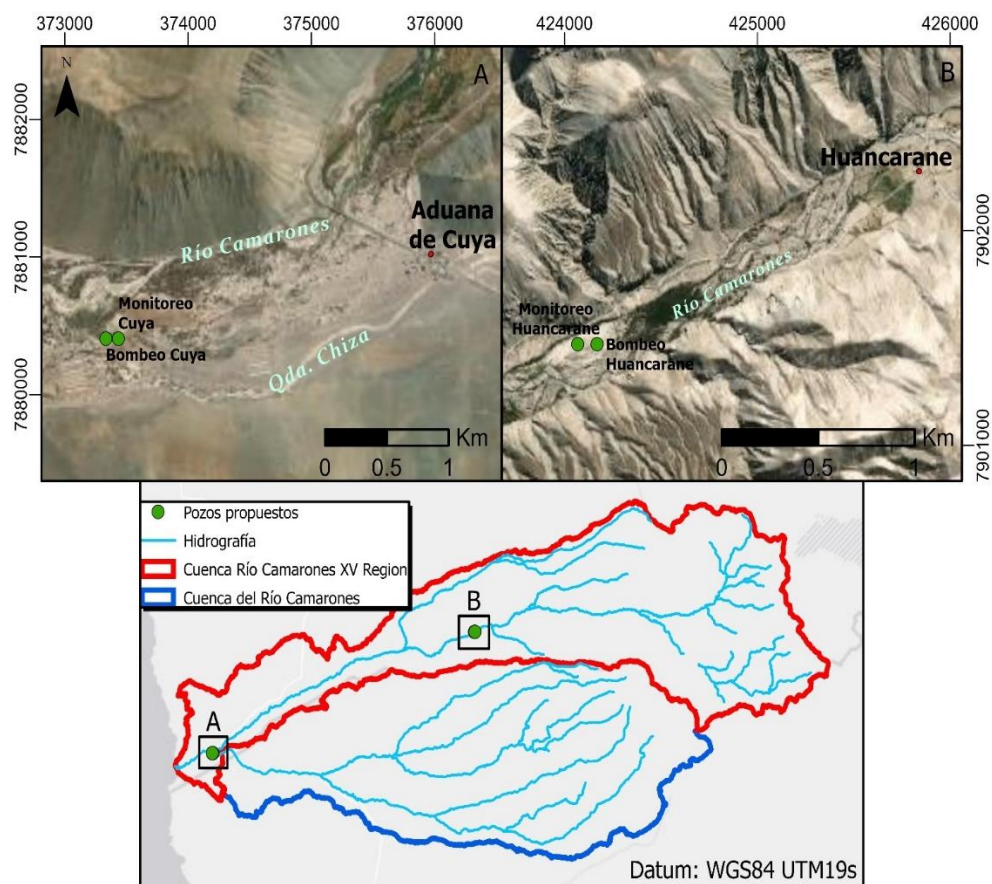 373000 374000 375000 376000 424000 425000 426000
N
A
B
7882000
7881000
7880000
7902000
7901000
Río Camarones
Aduana
de Cuya
Monitoreo
Cuya
Bombeo Cuya
Qda. Chiza
Km
0 0.5 1
Huancarane
Río Camarones
Monitoreo
Huancarane
Bombeo
Huancarane
Km
0 0.5 1
Pozos propuestos
Hidrografía
Cuenca Río Camarones XV Region
Cuenca del Río Camarones
B
A
Datum: WGS84 UTM19s